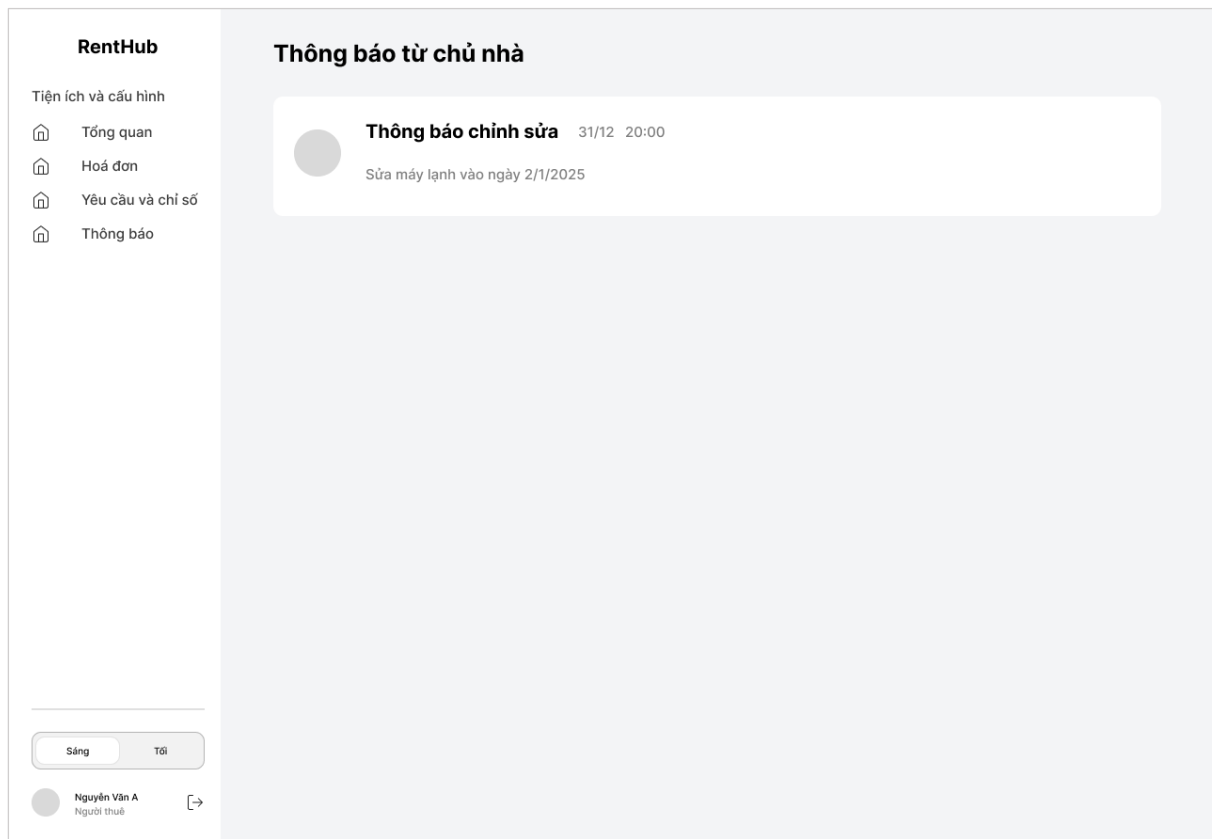 RentHub
Tiện ích và cấu hình
Tổng quan
Hoá đơn
Yêu cầu và chỉ số
Thông báo
Sáng Tối
Nguyễn Văn A
Người thuê
Thông báo từ chủ nhà
Thông báo chỉnh sửa 31/12 20:00
Sửa máy lạnh vào ngày 2/1/2025